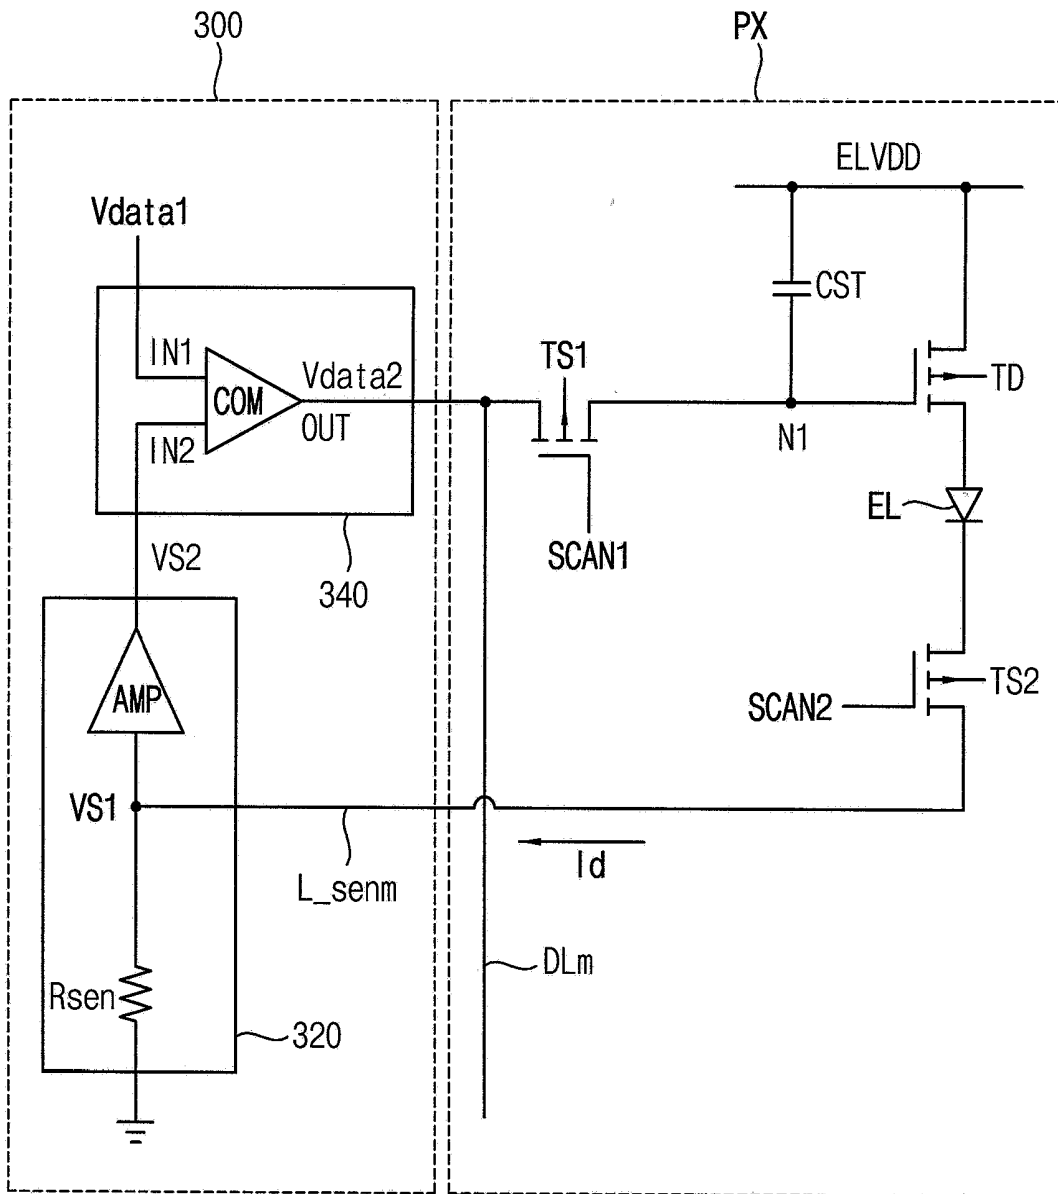 300
PX
ELVDD
Vdata1
CST
IN1
COM
Vdata2
OUT
IN2
TS1
TD
N1
EL
SCAN1
VS2
340
AMP
SCAN2
TS2
VS1
Id
L_senm
DLm
Rsen
320